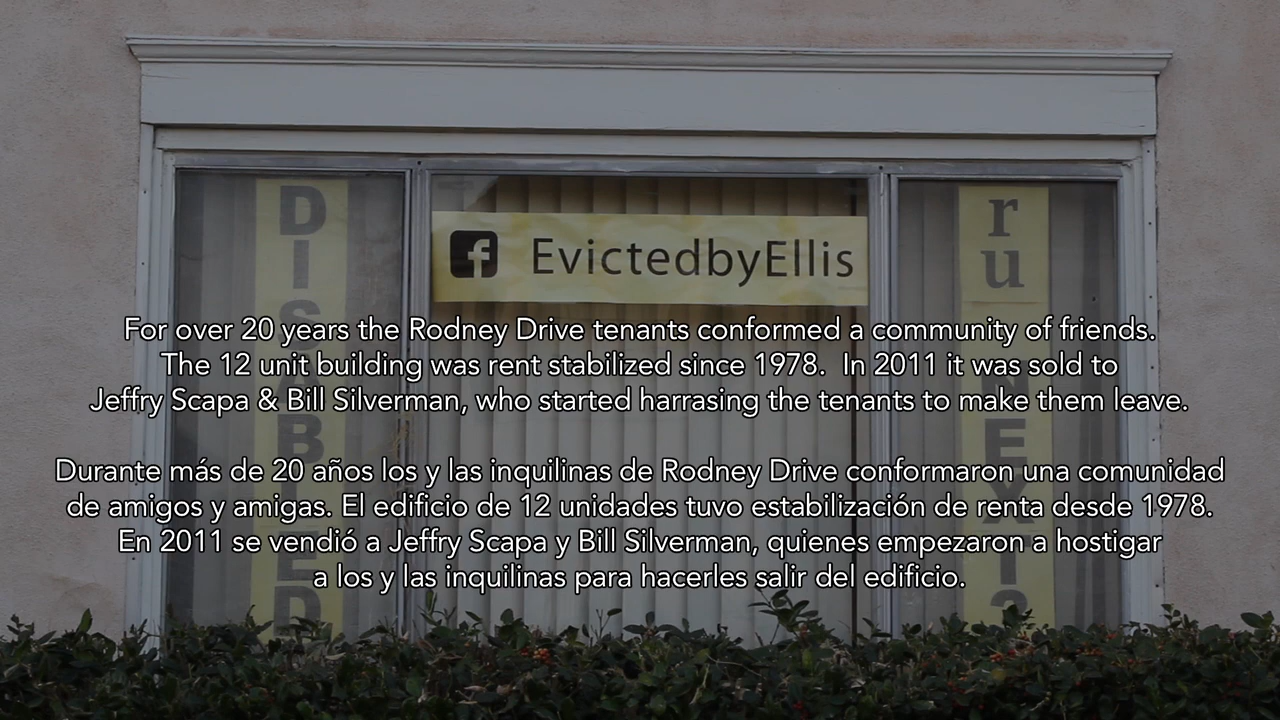 DISABLED
EvictedbyEllis
ru NEXT?
For over 20 years the Rodney Drive tenants conformed a community of friends.
The 12 unit building was rent stabilized since 1978.  In 2011 it was sold to
Jeffry Scapa & Bill Silverman, who started harrasing the tenants to make them leave.
Durante más de 20 años los y las inquilinas de Rodney Drive conformaron una comunidad
de amigos y amigas. El edificio de 12 unidades tuvo estabilización de renta desde 1978.
En 2011 se vendió a Jeffry Scapa y Bill Silverman, quienes empezaron a hostigar
a los y las inquilinas para hacerles salir del edificio.